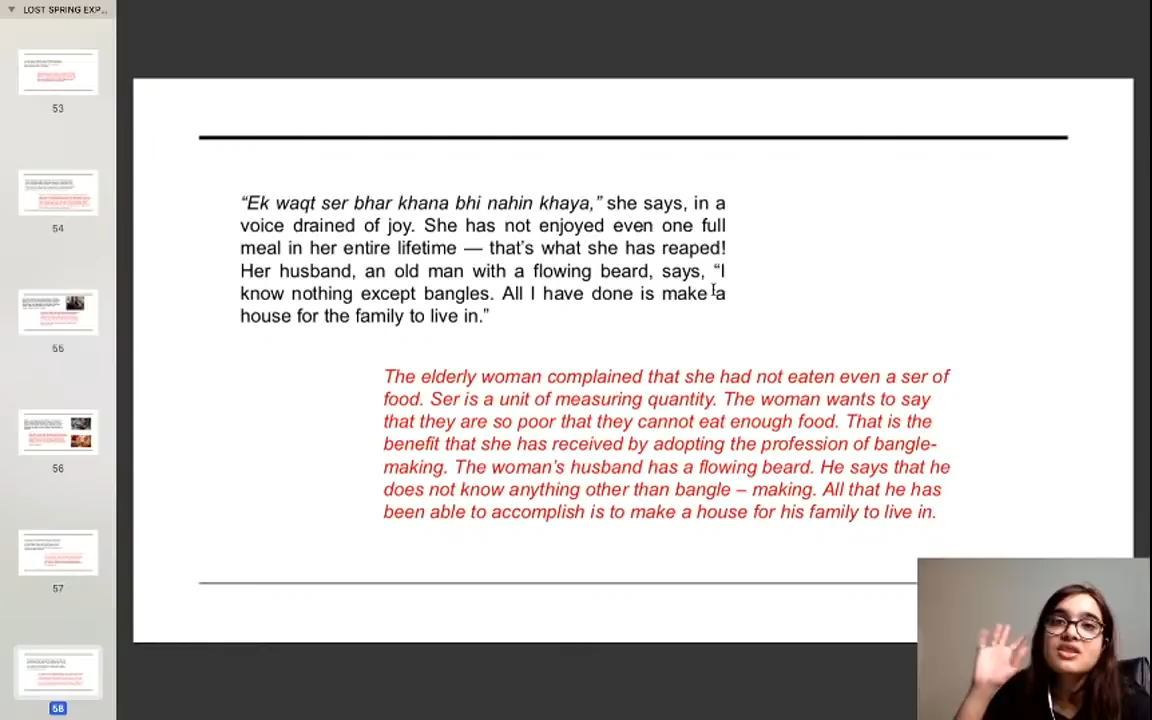 LOST SPRING EXP...
53
54
55
56
57
58
“Ek waqt ser bhar khana bhi nahin khaya,” she says, in a
voice drained of joy. She has not enjoyed even one full
meal in her entire lifetime — that’s what she has reaped!
Her husband, an old man with a flowing beard, says, “I
know nothing except bangles. All I have done is make a
house for the family to live in.”
The elderly woman complained that she had not eaten even a ser of
food. Ser is a unit of measuring quantity. The woman wants to say
that they are so poor that they cannot eat enough food. That is the
benefit that she has received by adopting the profession of bangle-
making. The woman’s husband has a flowing beard. He says that he
does not know anything other than bangle – making. All that he has
been able to accomplish is to make a house for his family to live in.